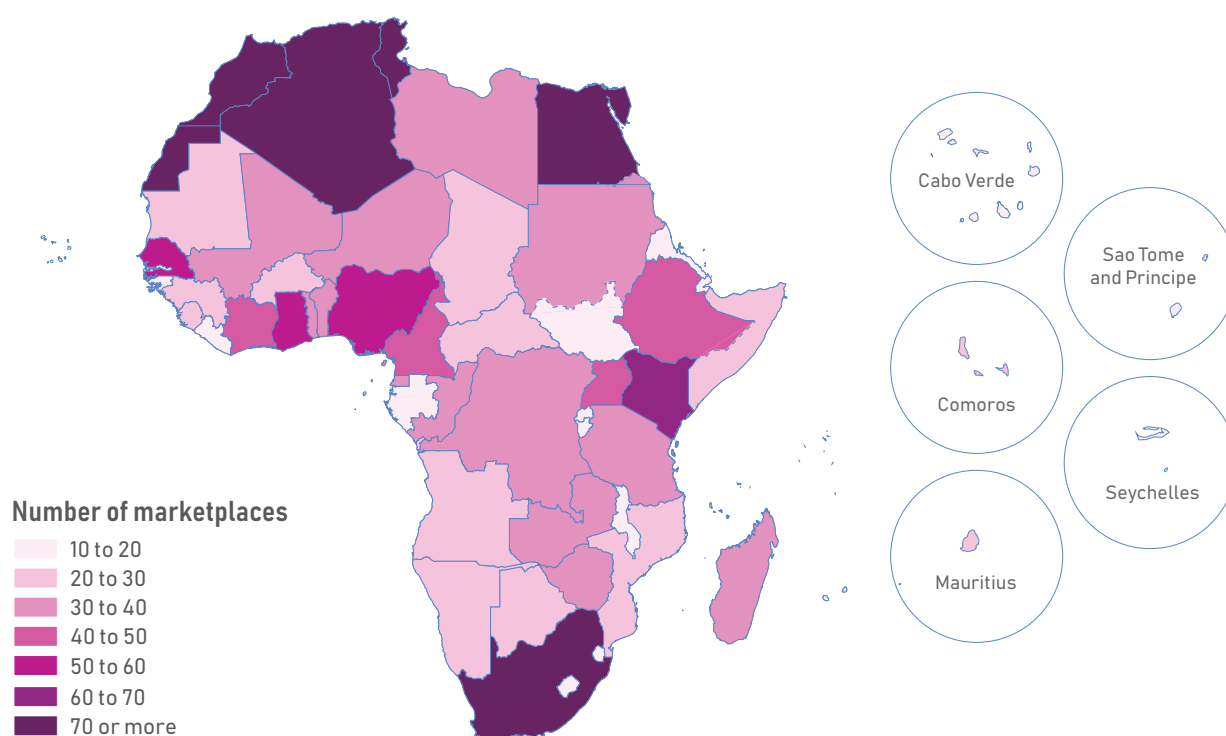 Cabo Verde
Sao Tome
and Principe
Comoros
Seychelles
Mauritius
Number of marketplaces
10 to 20
20 to 30
30 to 40
40 to 50
50 to 60
60 to 70
70 or more